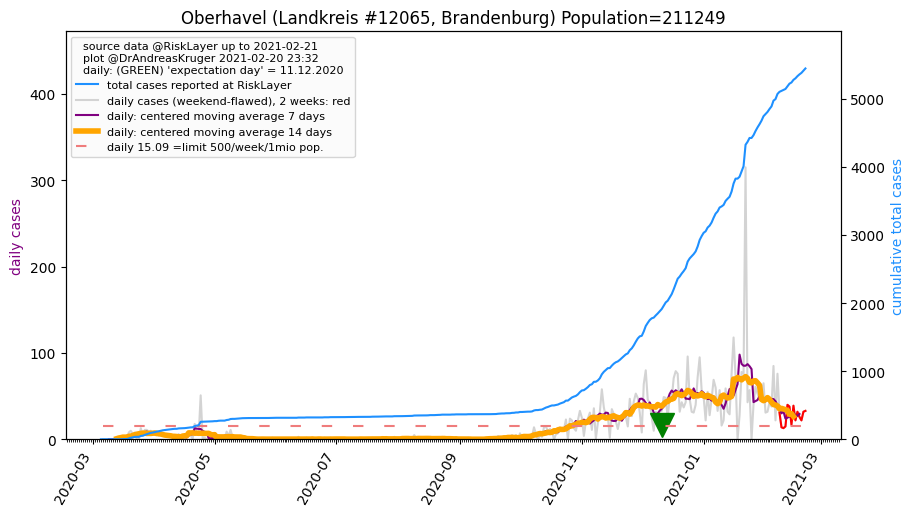 Oberhavel (Landkreis #12065, Brandenburg) Population=211249
source data @RiskLayer up to 2021-02-21
plot @DrAndreasKruger 2021-02-20 23:32
daily: (GREEN) 'expectation day' = 11.12.2020
total cases reported at RiskLayer
daily cases (weekend-flawed), 2 weeks: red
daily: centered moving average 7 days
daily: centered moving average 14 days
daily 15.09 =limit 500/week/1mio pop.
daily cases
400
300
200
100
0
cumulative total cases
5000
4000
3000
2000
1000
0
2020-03
2020-05
2020-07
2020-09
2020-11
2021-01
2021-03